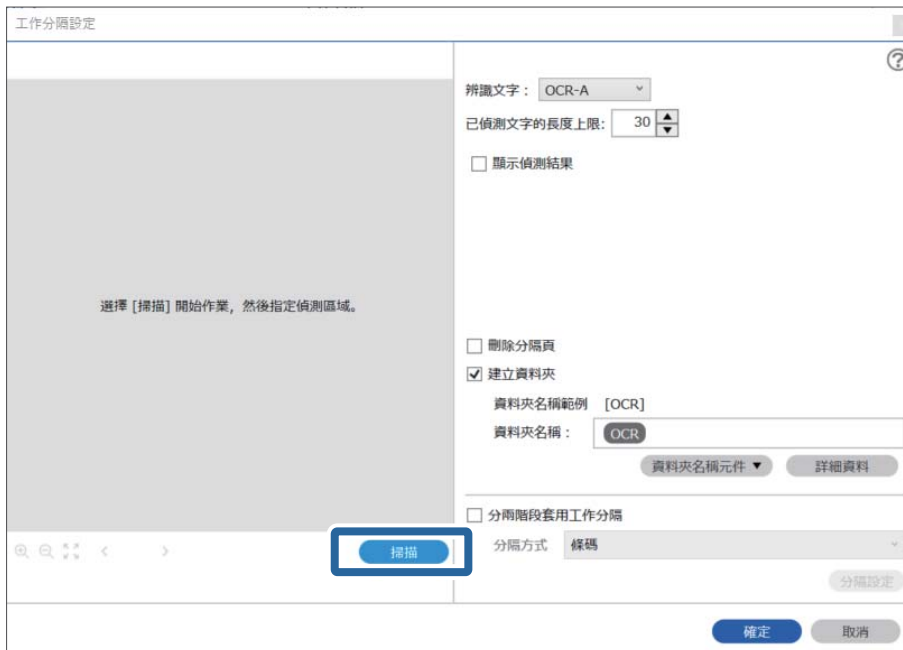 工作分隔設定
辨識文字： OCR-A
已偵測文字的長度上限: 30
顯示偵測結果
選擇 [掃描] 開始作業，然後指定偵測區域。
刪除分隔頁
建立資料夾
資料夾名稱範例 [OCR]
資料夾名稱： OCR
資料夾名稱元件 ▼ 詳細資料
分兩階段套用工作分隔
分隔方式 條碼
掃描
分隔設定
確定 取消